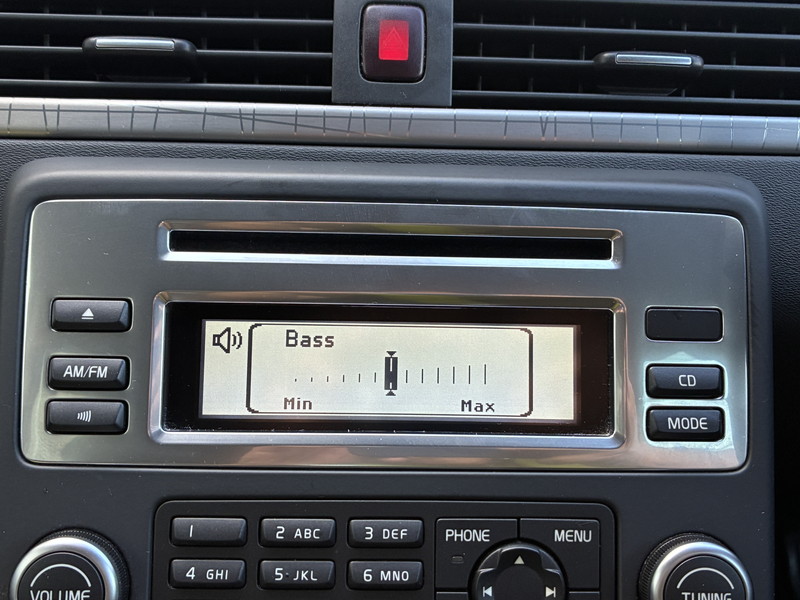 Bass
Min Max
AM/FM
CD
MODE
1
2 ABC
3 DEF
PHONE
MENU
4 GHI
5 JKL
6 MNO
VOLUME
TUNING